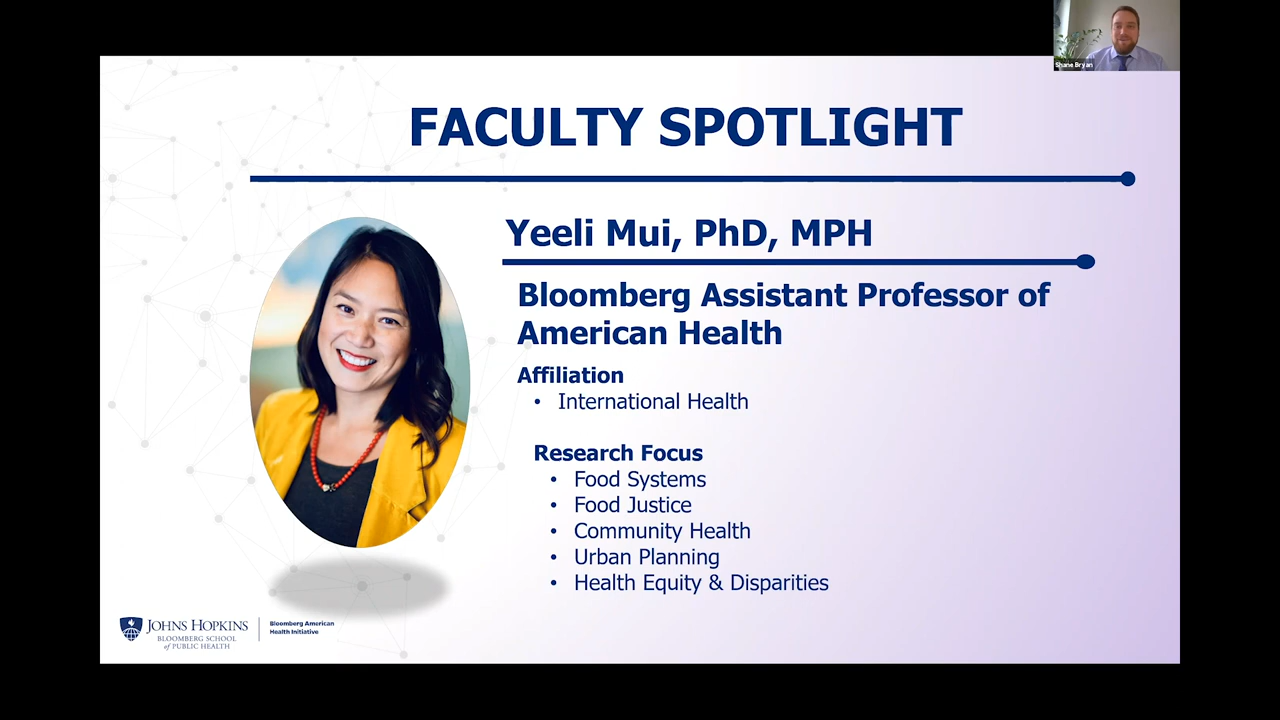 Shane Bryan
FACULTY SPOTLIGHT
Yeeli Mui, PhD, MPH
Bloomberg Assistant Professor of
American Health
Affiliation
• International Health
Research Focus
• Food Systems
• Food Justice
• Community Health
• Urban Planning
• Health Equity & Disparities
JOHNS HOPKINS
BLOOMBERG SCHOOL
of PUBLIC HEALTH
Bloomberg American
Health Initiative